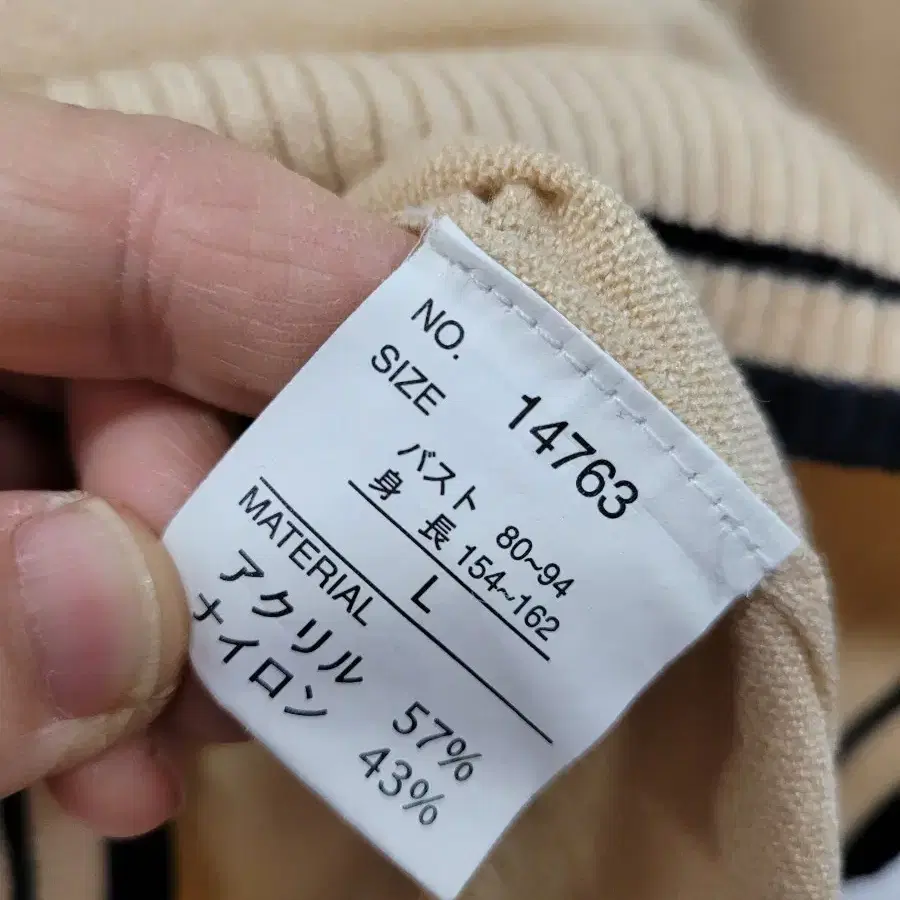 NO. 14763
SIZE
バスト 80~94
身 長 154~162
L
MATERIAL
アクリル 57%
ナイロン 43%